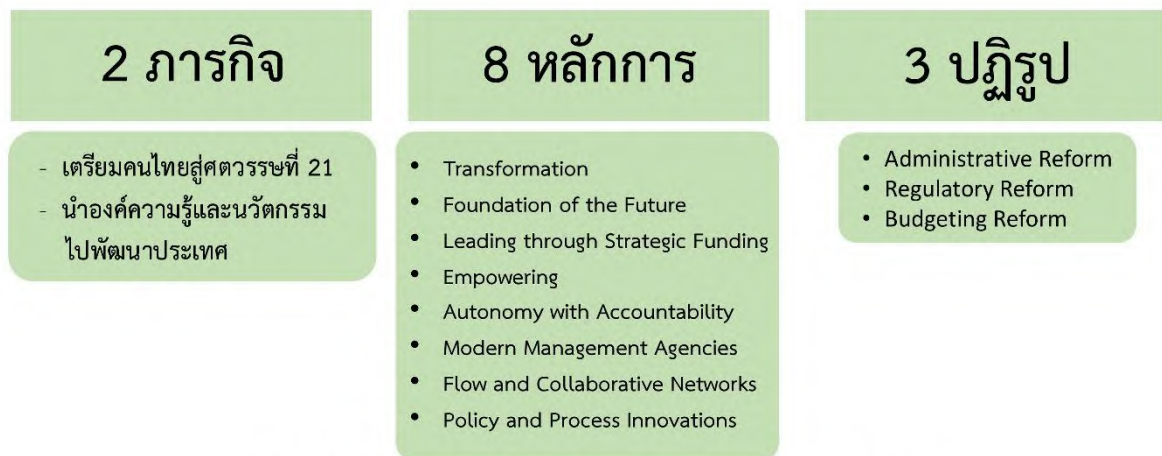 2 ภารกิจ
- เตรียมคนไทยสู่ศตวรรษที่ 21
- นำองค์ความรู้และนวัตกรรม
ไปพัฒนาประเทศ
8 หลักการ
• Transformation
• Foundation of the Future
• Leading through Strategic Funding
• Empowering
• Autonomy with Accountability
• Modern Management Agencies
• Flow and Collaborative Networks
• Policy and Process Innovations
3 ปฏิรูป
• Administrative Reform
• Regulatory Reform
• Budgeting Reform